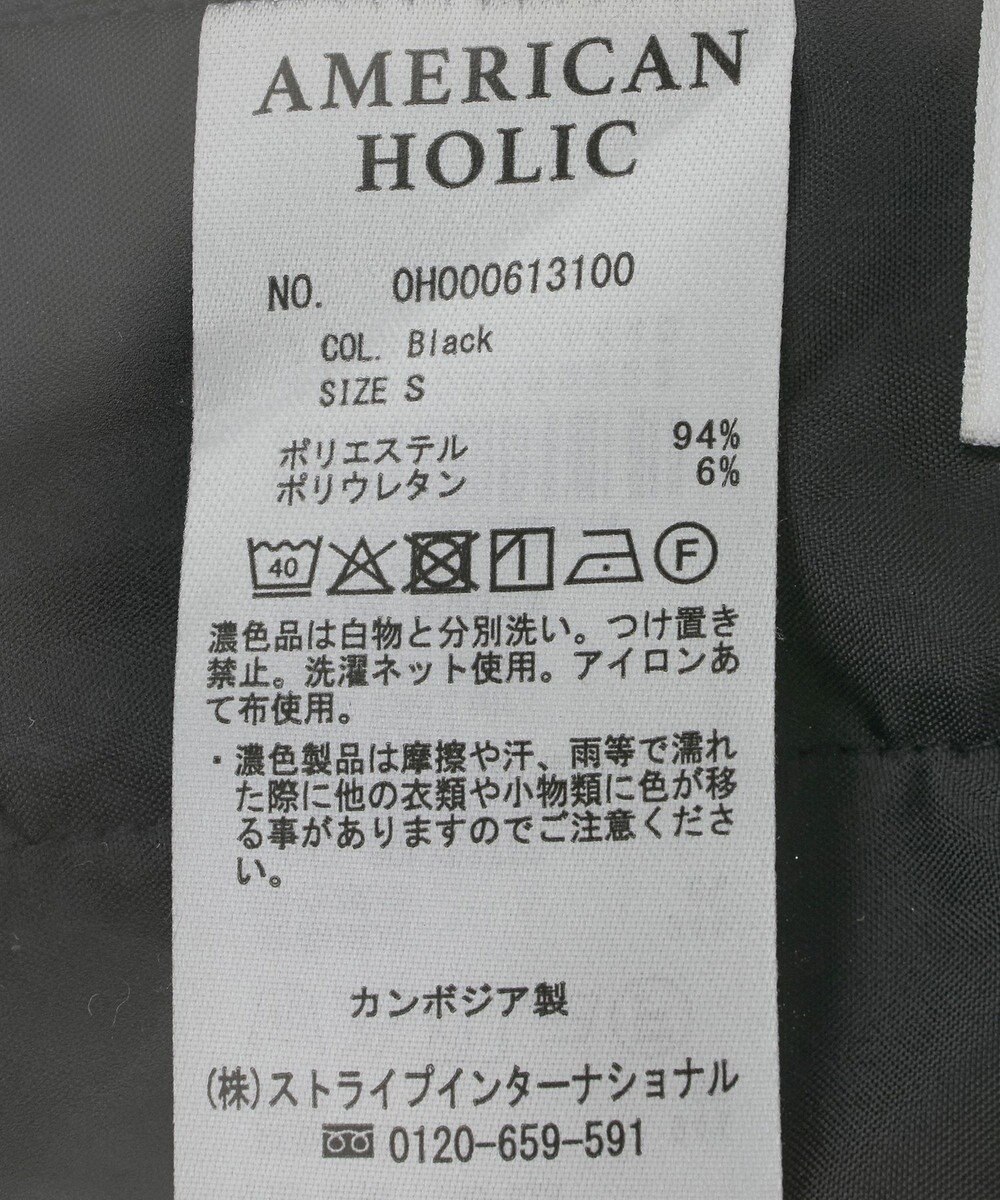 AMERICAN
HOLIC
NO. 0H000613100
COL. Black
SIZE S
ポリエステル 94%
ポリウレタン 6%
40 F
濃色品は白物と分別洗い。つけ置き
禁止。洗濯ネット使用。アイロンあ
て布使用。
・濃色製品は摩擦や汗、雨等で濡れ
た際に他の衣類や小物類に色が移
る事がありますのでご注意くださ
い。
カンボジア製
(株)ストライプインターナショナル
0120-659-591